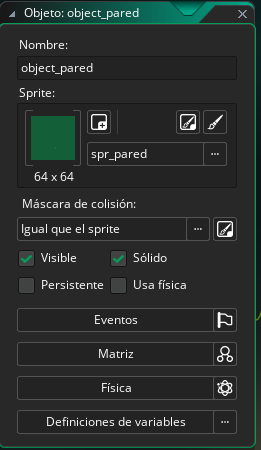 Objeto: object_pared
Nombre:
object_pared
Sprite:
spr_pared
...
64 x 64
Máscara de colisión:
Igual que el sprite
...
Visible
Sólido
Persistente
Usa física
Eventos
Matriz
Física
Definiciones de variables
...